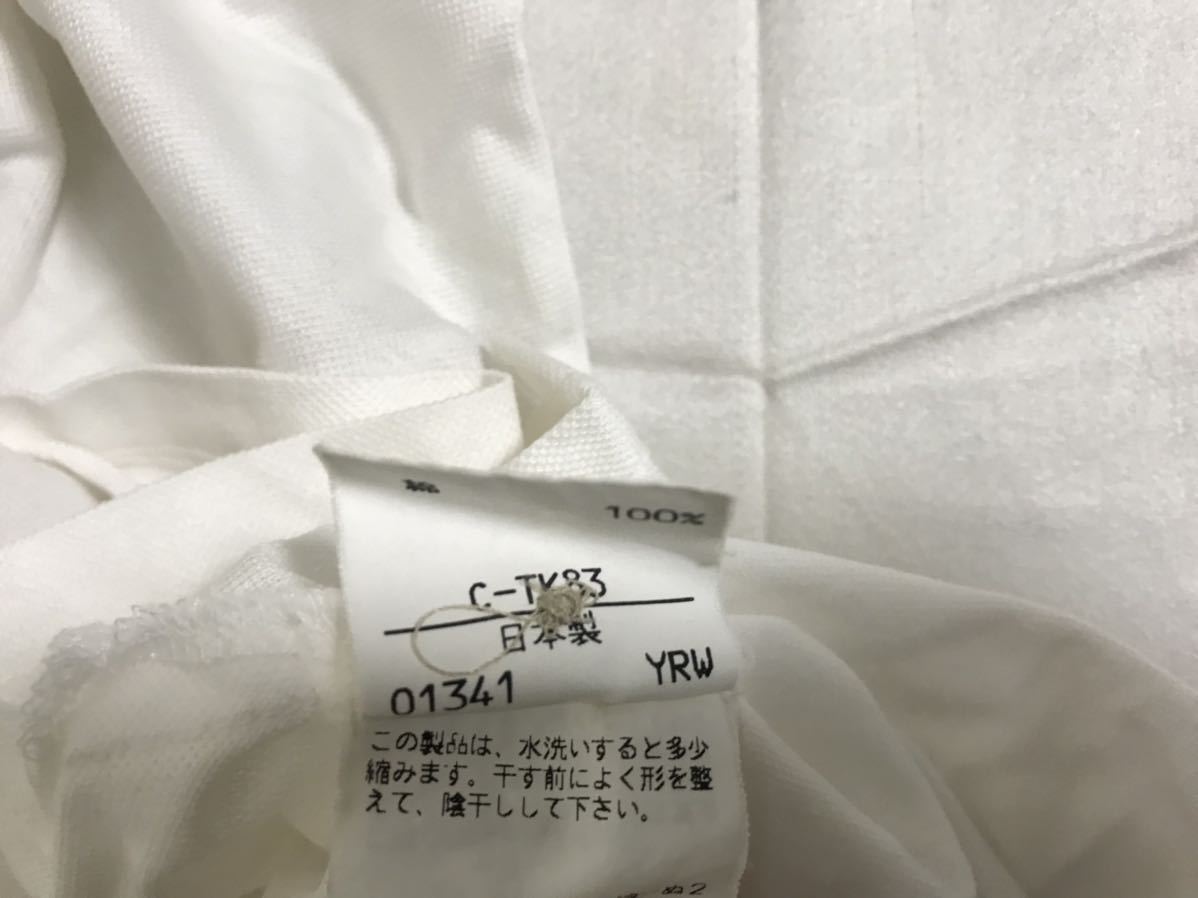 綿 100%
C-TK83
日本製
01341 YRW
この製品は、水洗いすると多少
縮みます。干す前によく形を整
えて、陰干しして下さい。
ぬ2